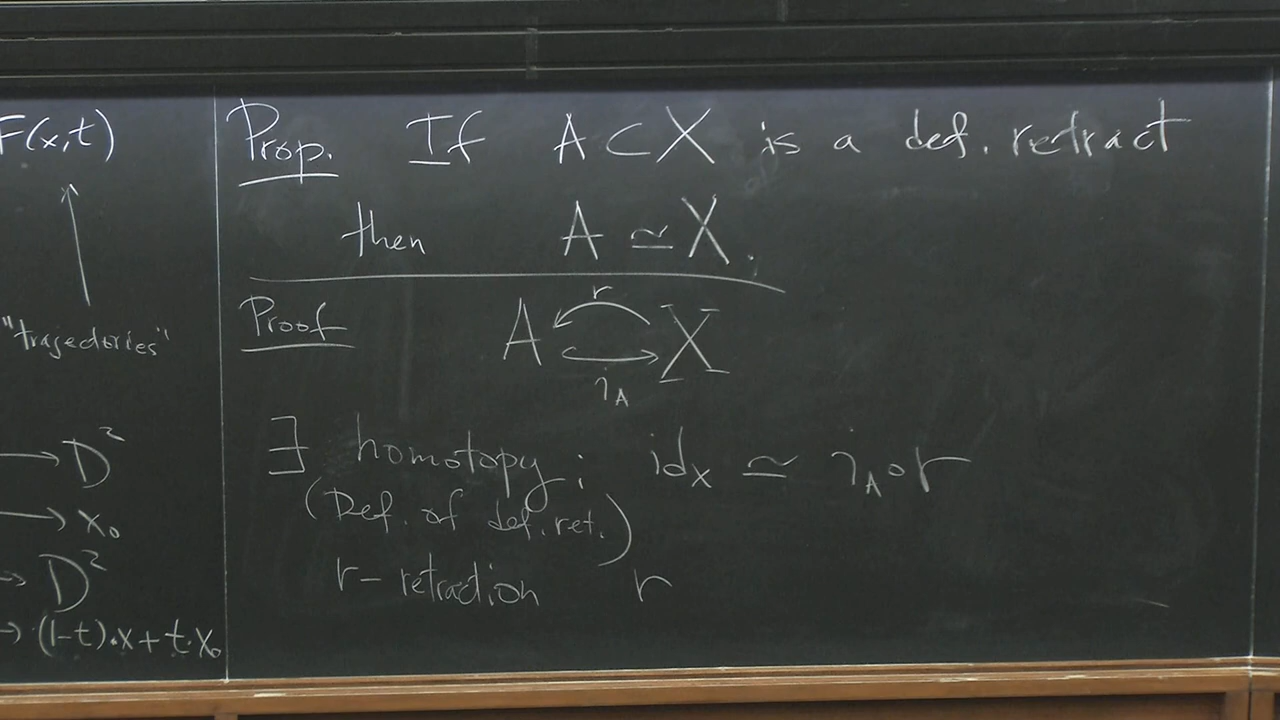 F(x,t)
"trajectories"
→ D²
→ x₀
→ D²
→ (1-t)·x + t·x₀
Prop. If A ⊂ X is a def. retract
then A ≃ X.
Proof A r X
i_A
∃ homotopy: id_X ≃ i_A ∘ r
(Def. of def. ret.)
r - retraction r